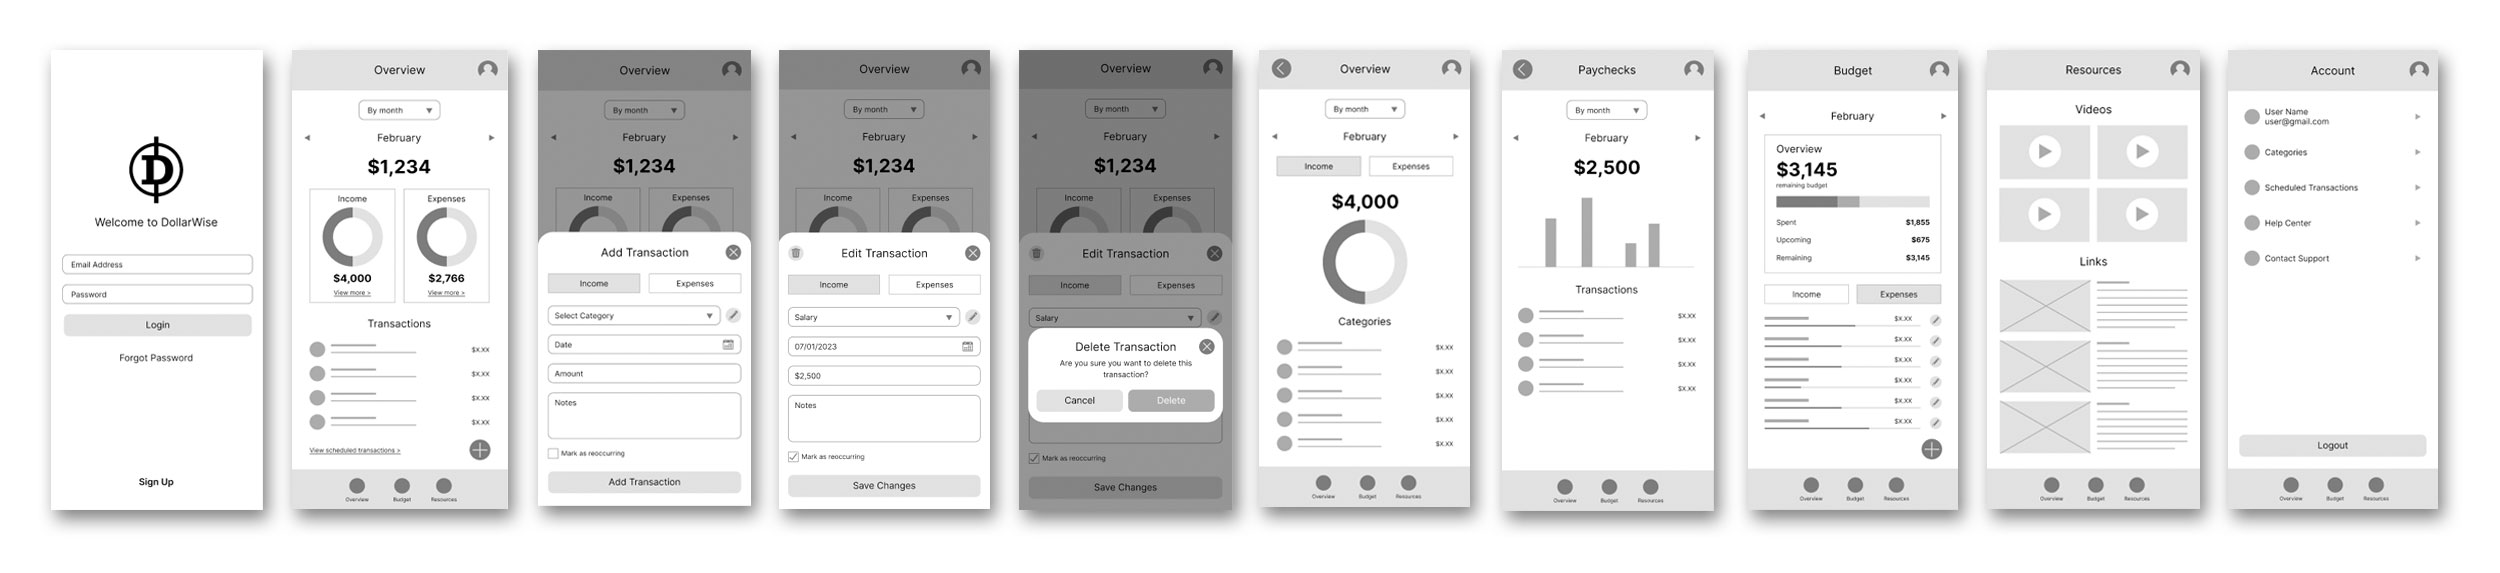 D
Welcome to DollarWise
Email Address
Password
Login
Forgot Password
Sign Up
Overview
By month
February
$1,234
Income
Expenses
$4,000
$2,766
View more >
View more >
Transactions
$X.XX
$X.XX
$X.XX
$X.XX
View scheduled transactions >
Overview
Budget
Resources
Overview
By month
February
$1,234
Income
Expenses
Add Transaction
Income
Expenses
Select Category
Date
Amount
Notes
Mark as reoccurring
Add Transaction
Overview
By month
February
$1,234
Income
Expenses
Edit Transaction
Income
Expenses
Salary
07/01/2023
$2,500
Notes
Mark as reoccurring
Save Changes
Overview
By month
February
$1,234
Income
Expenses
Edit Transaction
Income
Expenses
Salary
Delete Transaction
Are you sure you want to delete this
transaction?
Cancel
Delete
Mark as reoccurring
Save Changes
Overview
By month
February
Income
Expenses
$4,000
Categories
$X.XX
$X.XX
$X.XX
$X.XX
$X.XX
Overview
Budget
Resources
Paychecks
By month
February
$2,500
Transactions
$X.XX
$X.XX
$X.XX
$X.XX
Overview
Budget
Resources
Budget
February
Overview
$3,145
remaining budget
Spent
$1,855
Upcoming
$675
Remaining
$3,145
Income
Expenses
$X.XX
$X.XX
$X.XX
$X.XX
$X.XX
$X.XX
Overview
Budget
Resources
Resources
Videos
Links
Overview
Budget
Resources
Account
User Name
user@gmail.com
Categories
Scheduled Transactions
Help Center
Contact Support
Logout
Overview
Budget
Resources